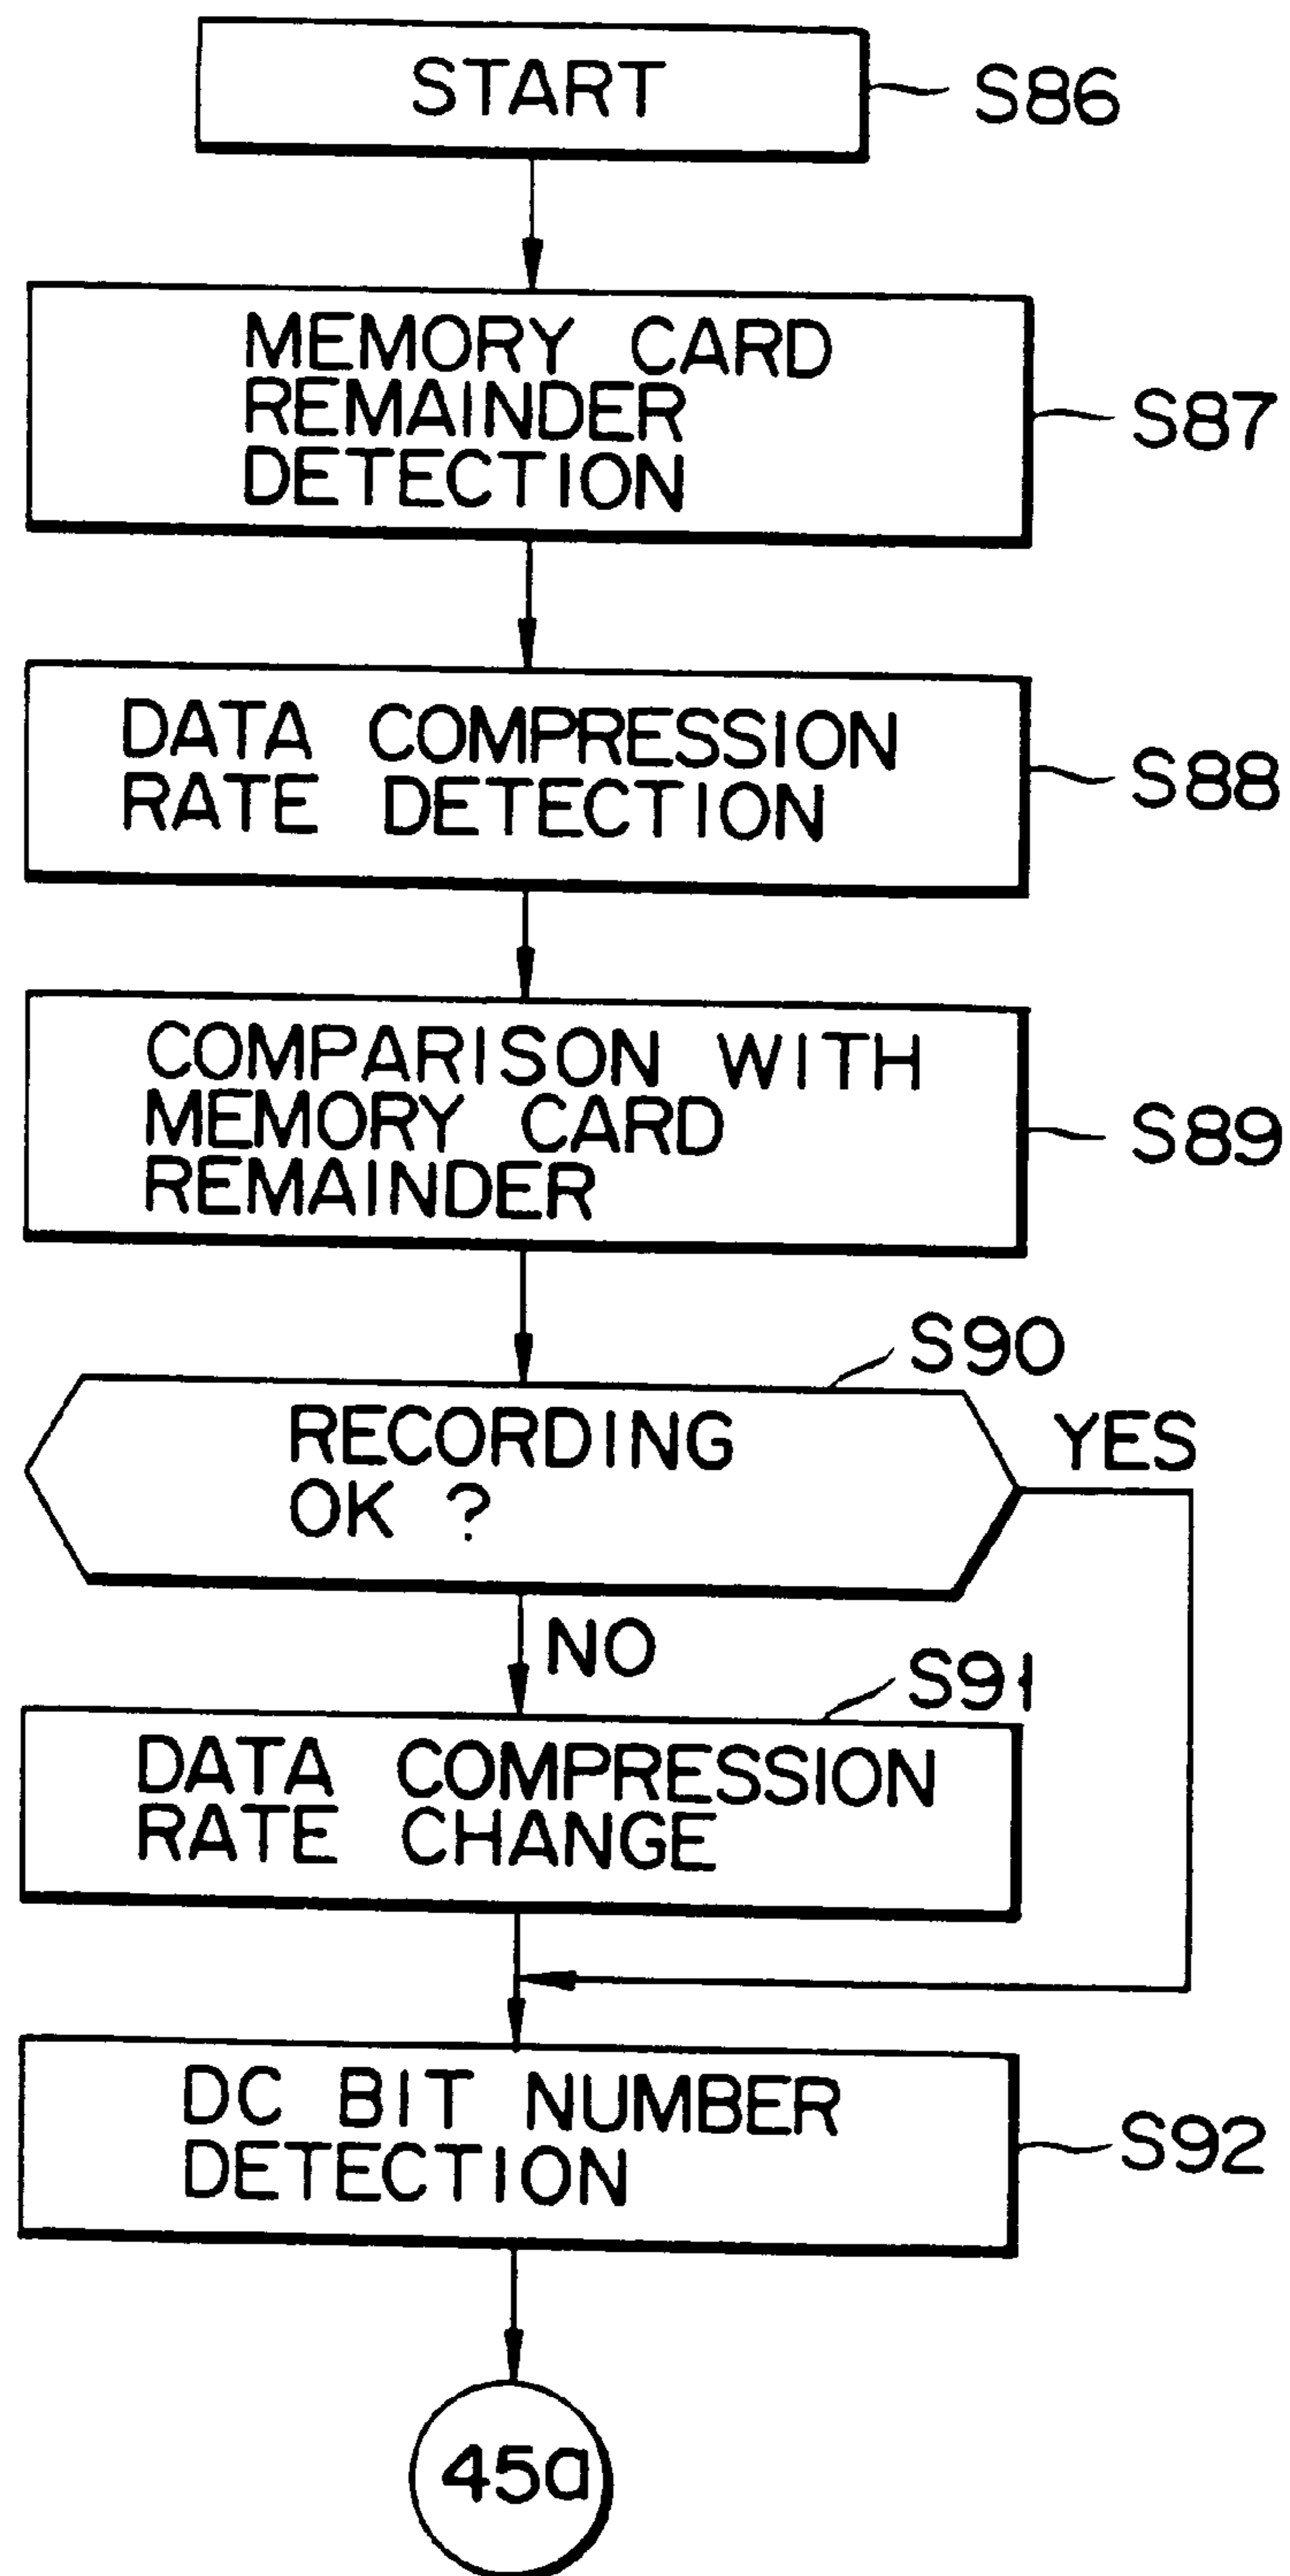 START
S86
MEMORY CARD
REMAINDER
DETECTION
S87
DATA COMPRESSION
RATE DETECTION
S88
COMPARISON WITH
MEMORY CARD
REMAINDER
S89
S90
RECORDING
OK ?
YES
NO
S91
DATA COMPRESSION
RATE CHANGE
DC BIT NUMBER
DETECTION
S92
45a